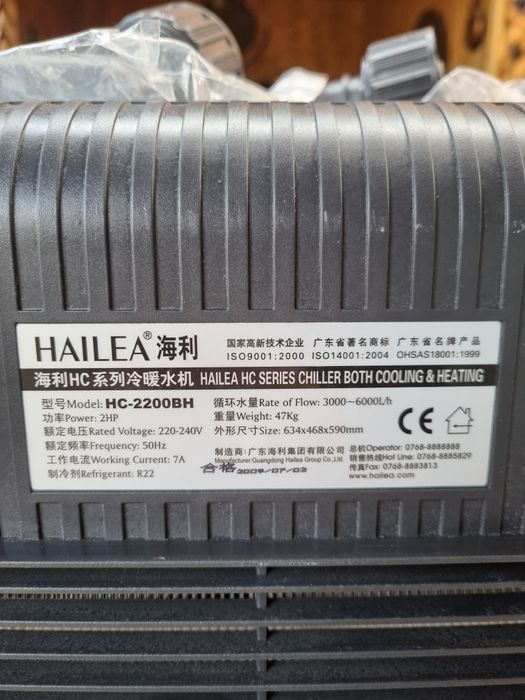 HAILEA® 海利
国家高新技术企业 广东省著名商标 广东省名牌产品
ISO9001:2000 ISO14001:2004 OHSAS18001:1999
海利HC系列冷暖水机 HAILEA HC SERIES CHILLER BOTH COOLING & HEATING
型号Model: HC-2200BH
功率Power: 2HP
额定电压Rated Voltage: 220-240V
额定频率Frequency: 50Hz
工作电流Working Current: 7A
制冷剂Refrigerant: R22
循环水量Rate of Flow: 3000~6000L/h
重量Weight: 47Kg
外形尺寸Size: 634x468x590mm
CE
制造商:广东海利集团有限公司
Manufacturer:Guangdong Hailea Group Co., Ltd.
合格 2009/07/03
总机Operator: 0768-8888888
销售热线Hot Line: 0768-8885829
传真Fax: 0768-8883813
www.hailea.com